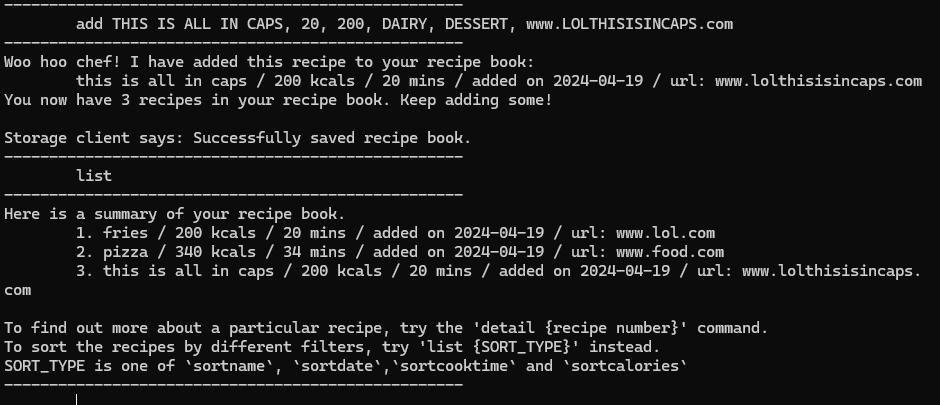 ---------------------------------------------------
add THIS IS ALL IN CAPS, 20, 200, DAIRY, DESSERT, www.LOLTHISISINCAPS.com
---------------------------------------------------
Woo hoo chef! I have added this recipe to your recipe book:
this is all in caps / 200 kcals / 20 mins / added on 2024-04-19 / url: www.lolthisisincaps.com
You now have 3 recipes in your recipe book. Keep adding some!
Storage client says: Successfully saved recipe book.
---------------------------------------------------
list
---------------------------------------------------
Here is a summary of your recipe book.
1. fries / 200 kcals / 20 mins / added on 2024-04-19 / url: www.lol.com
2. pizza / 340 kcals / 34 mins / added on 2024-04-19 / url: www.food.com
3. this is all in caps / 200 kcals / 20 mins / added on 2024-04-19 / url: www.lolthisisincaps.
com
To find out more about a particular recipe, try the 'detail {recipe number}' command.
To sort the recipes by different filters, try 'list {SORT_TYPE}' instead.
SORT_TYPE is one of `sortname`, `sortdate`,`sortcooktime` and `sortcalories`
---------------------------------------------------